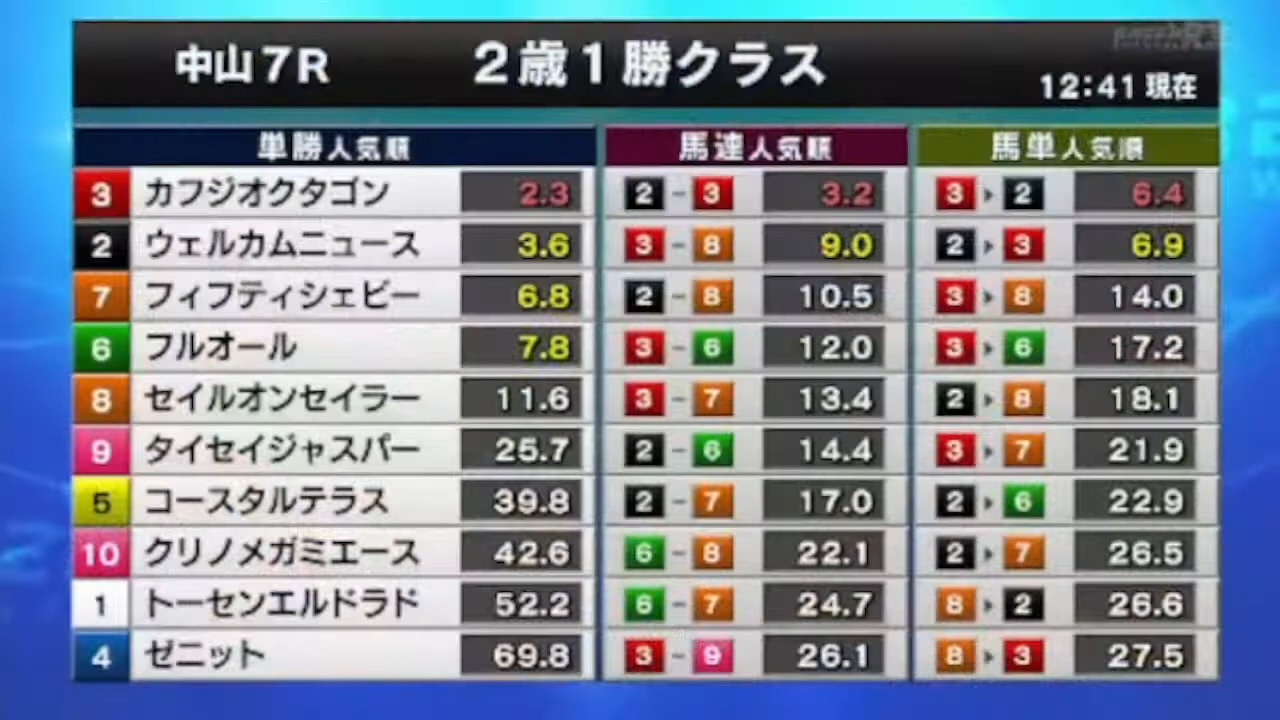 中山7R 2歳1勝クラス 12:41現在
単勝人気順 馬連人気順 馬単人気順
3 カフジオクタゴン 2.3 2-3 3.2 3▸2 6.4
2 ウェルカムニュース 3.6 3-8 9.0 2▸3 6.9
7 フィフティシェビー 6.8 2-8 10.5 3▸8 14.0
6 フルオール 7.8 3-6 12.0 3▸6 17.2
8 セイルオンセイラー 11.6 3-7 13.4 2▸8 18.1
9 タイセイジャスパー 25.7 2-6 14.4 3▸7 21.9
5 コースタルテラス 39.8 2-7 17.0 2▸6 22.9
10 クリノメガミエース 42.6 6-8 22.1 2▸7 26.5
1 トーセンエルドラド 52.2 6-7 24.7 8▸2 26.6
4 ゼニット 69.8 3-9 26.1 8▸3 27.5